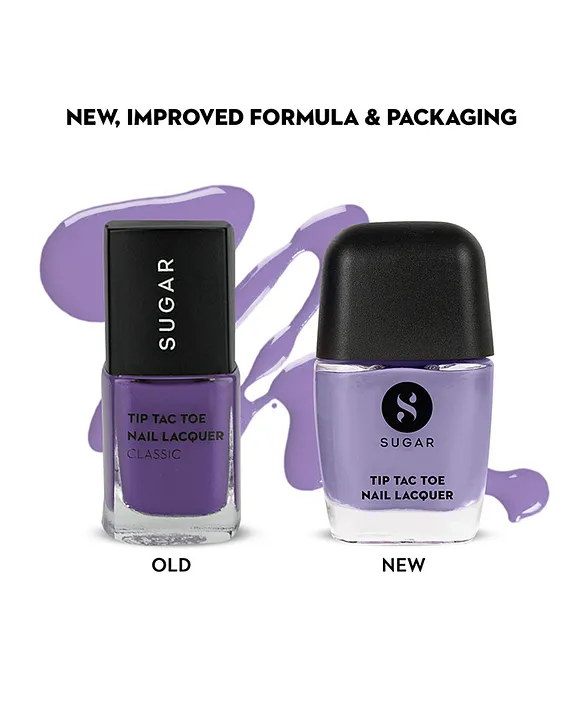 NEW, IMPROVED FORMULA & PACKAGING
SUGAR
TIP TAC TOE
NAIL LACQUER
CLASSIC
OLD
SUGAR
TIP TAC TOE
NAIL LACQUER
NEW